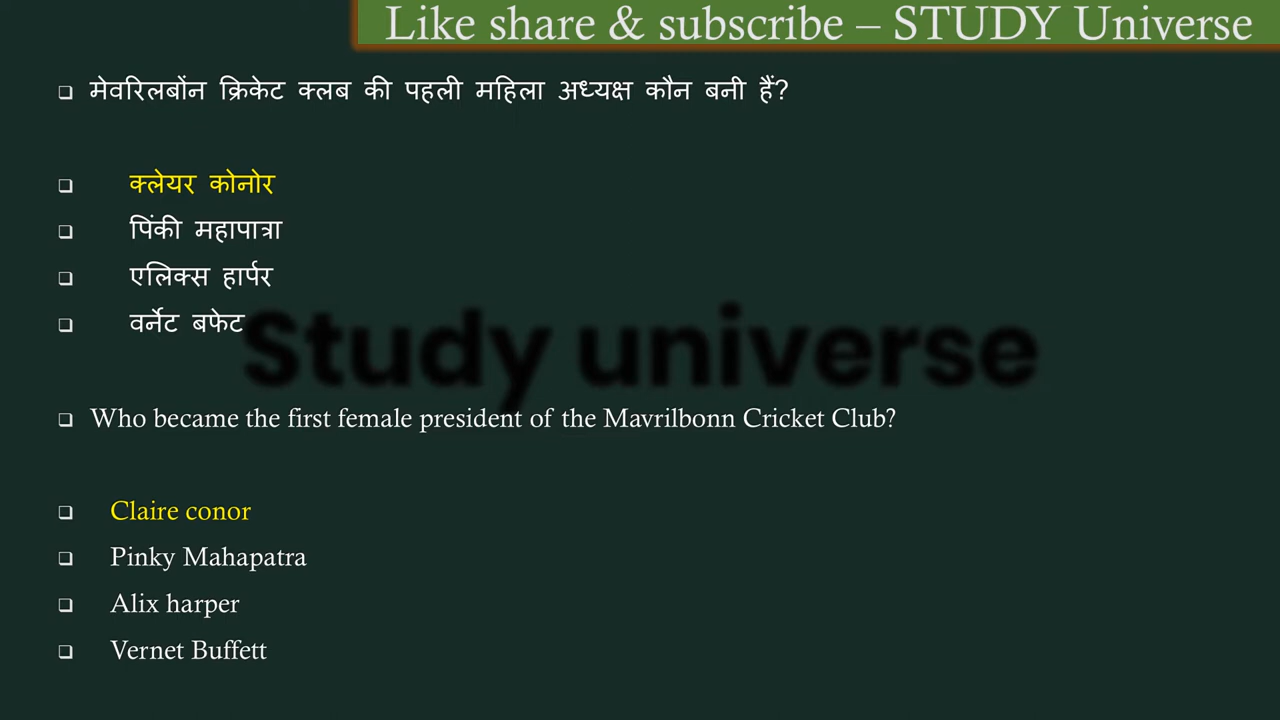 Like share & subscribe – STUDY Universe
मेवरिलबोंन क्रिकेट क्लब की पहली महिला अध्यक्ष कौन बनी हैं?
क्लेयर कोनोर
पिंकी महापात्रा
एलिक्स हार्पर
वर्नेट बफेट
Study universe
Who became the first female president of the Mavrilbonn Cricket Club?
Claire conor
Pinky Mahapatra
Alix harper
Vernet Buffett